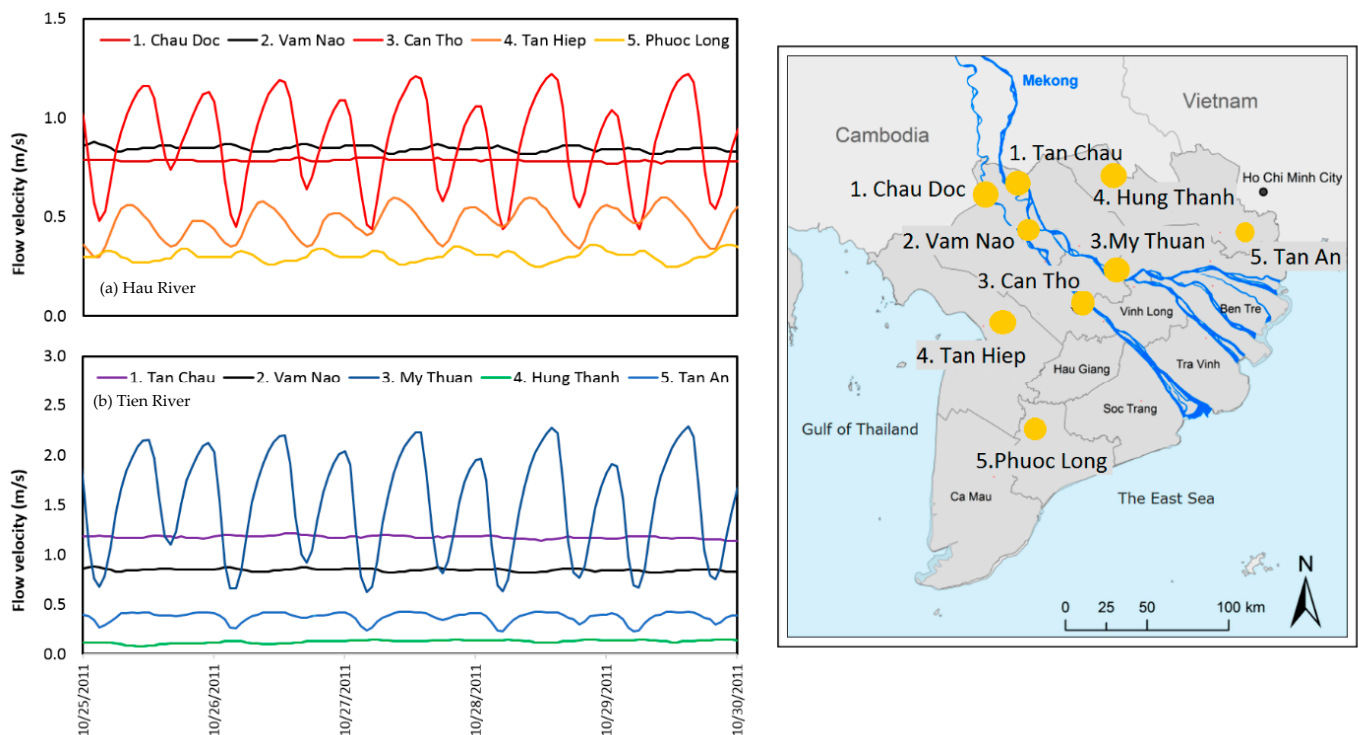 1.5
1.0
0.5
0.0
Flow velocity (m/s)
1. Chau Doc 2. Vam Nao 3. Can Tho 4. Tan Hiep 5. Phuoc Long
(a) Hau River
3.0
2.5
2.0
1.5
1.0
0.5
0.0
Flow velocity (m/s)
1. Tan Chau 2. Vam Nao 3. My Thuan 4. Hung Thanh 5. Tan An
(b) Tien River
10/25/2011
10/26/2011
10/27/2011
10/28/2011
10/29/2011
10/30/2011
Mekong
Vietnam
Cambodia
1. Tan Chau
Ho Chi Minh City
1. Chau Doc
4. Hung Thanh
2. Vam Nao
3.My Thuan
5. Tan An
3. Can Tho
Vinh Long
Ben Tre
4. Tan Hiep
Hau Giang
Tra Vinh
Soc Trang
Gulf of Thailand
5.Phuoc Long
Ca Mau
The East Sea
N
0 25 50 100 km